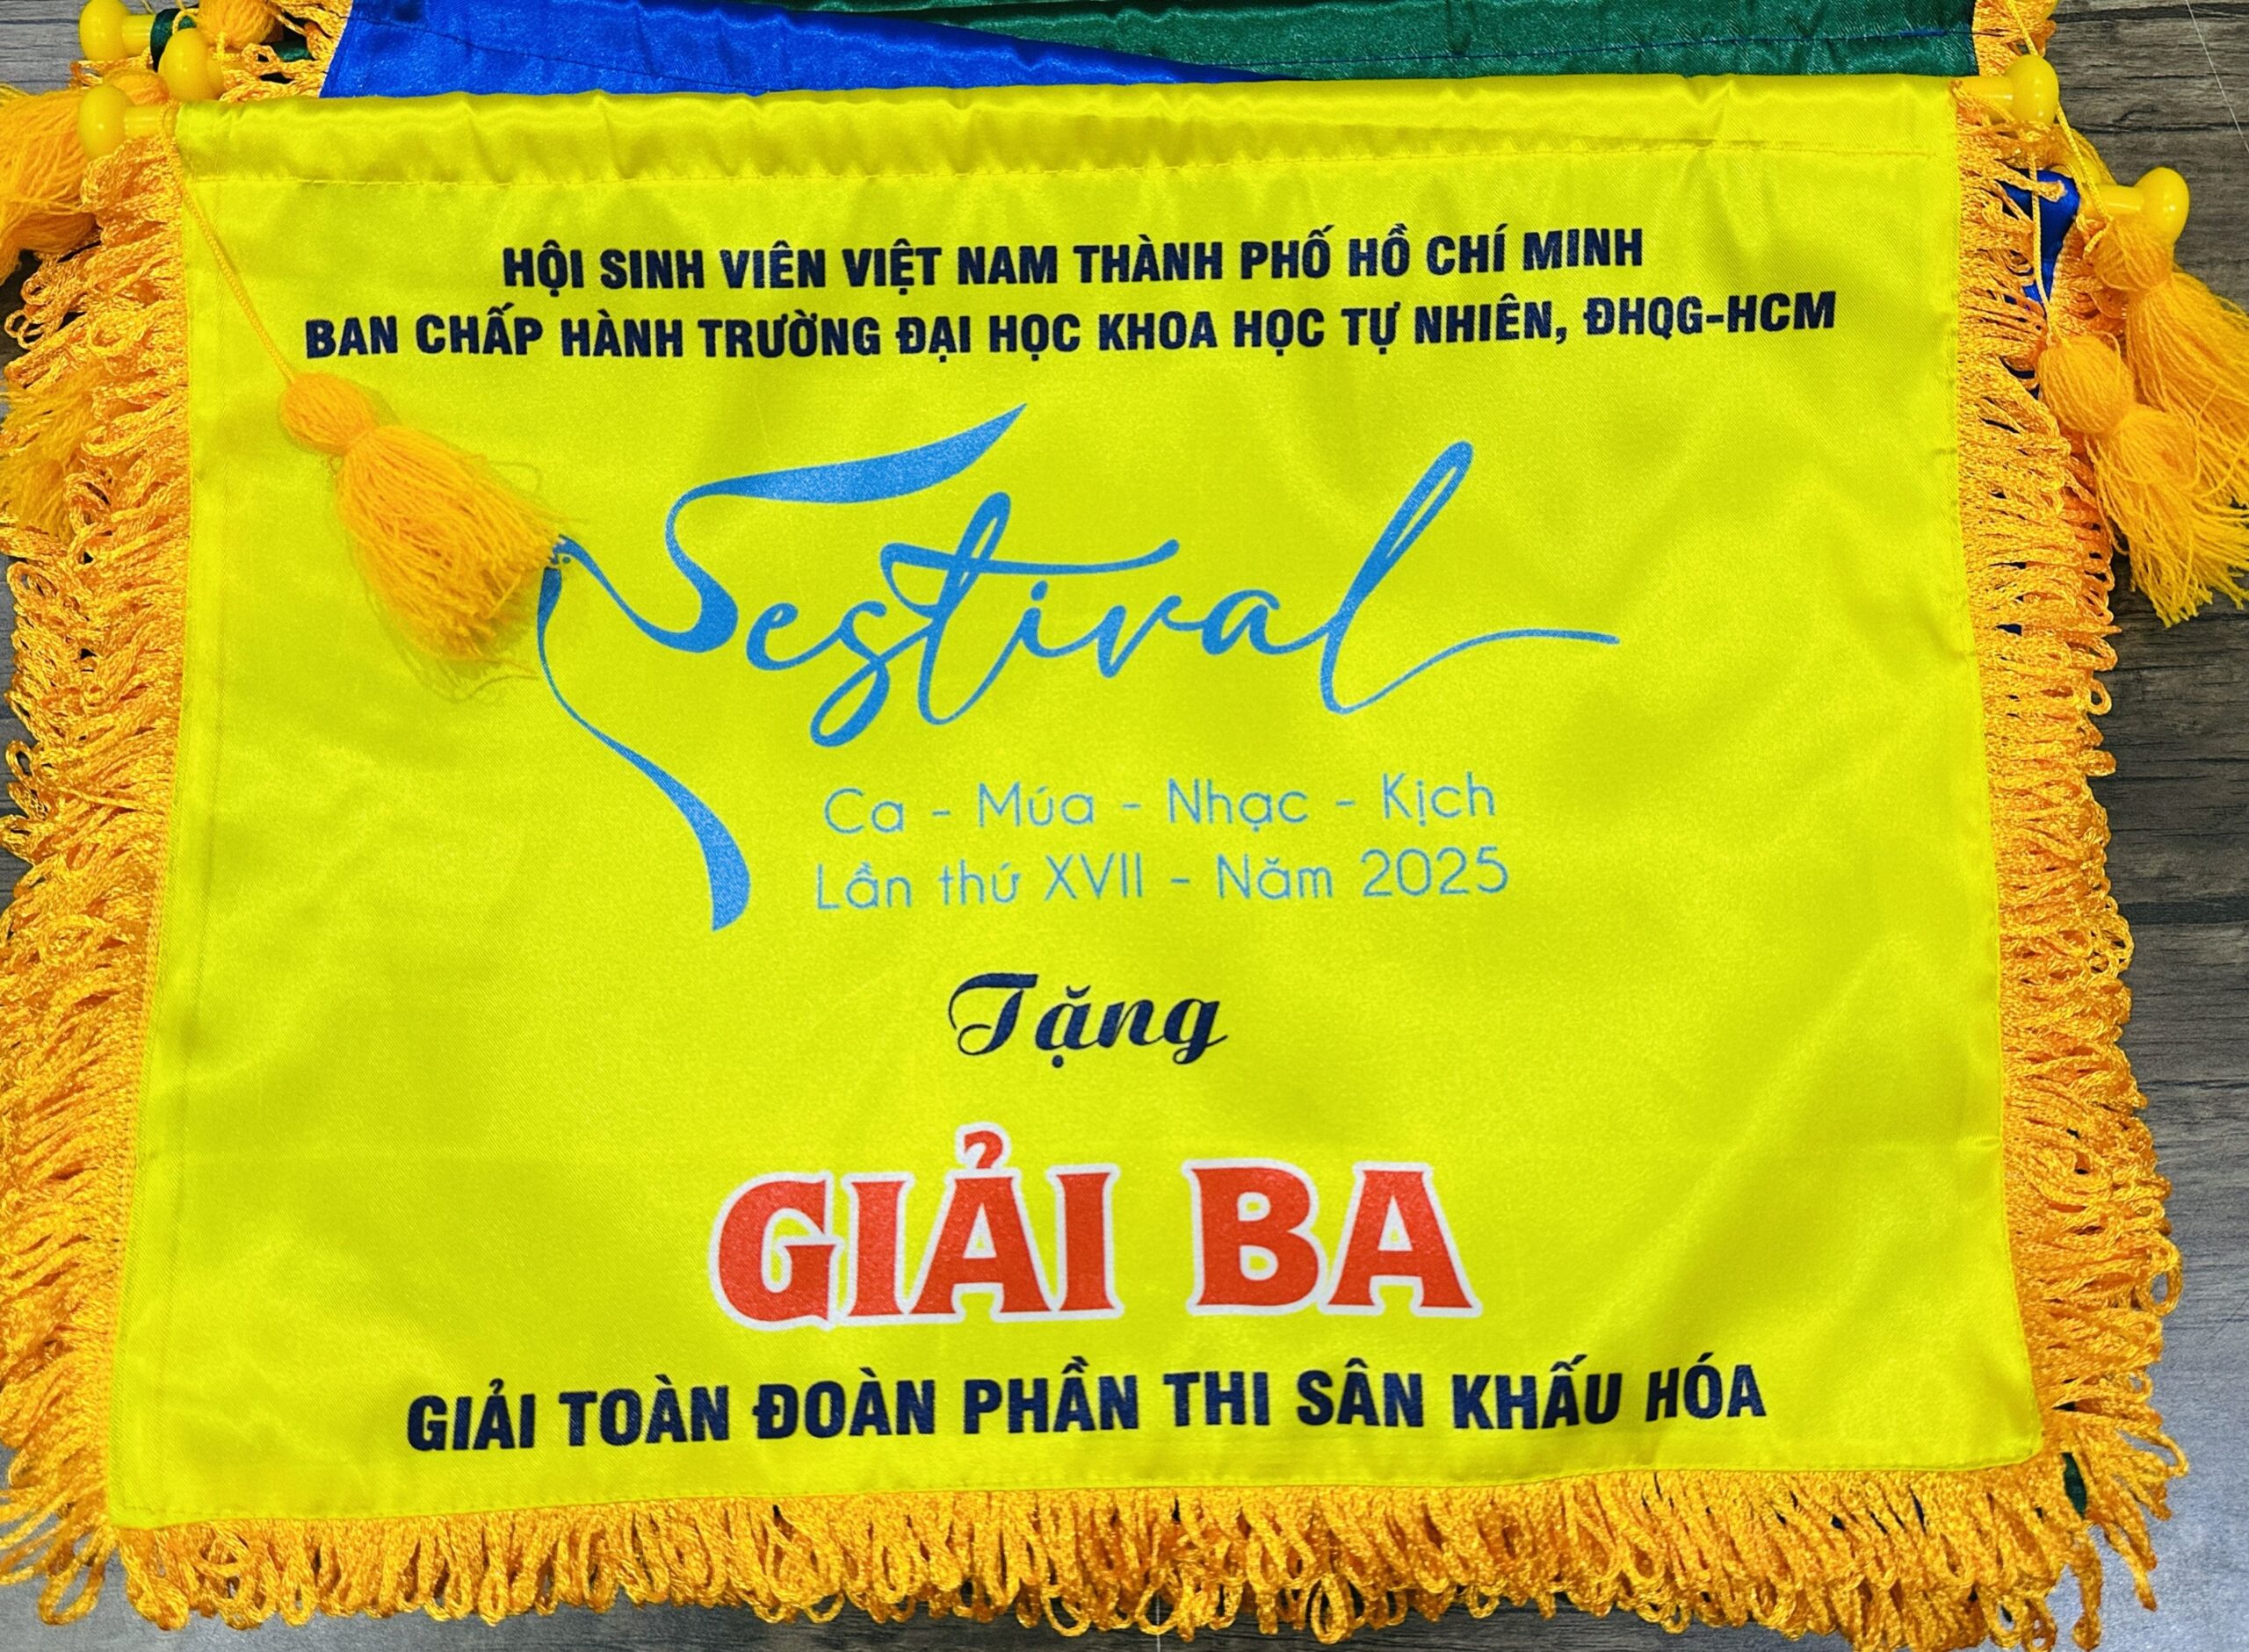 HỘI SINH VIÊN VIỆT NAM THÀNH PHỐ HỒ CHÍ MINH
BAN CHẤP HÀNH TRƯỜNG ĐẠI HỌC KHOA HỌC TỰ NHIÊN, ĐHQG-HCM
Festival
Ca - Múa - Nhạc - Kịch
Lần thứ XVII - Năm 2025
Tặng
GIẢI BA
GIẢI TOÀN ĐOÀN PHẦN THI SÂN KHẤU HÓA